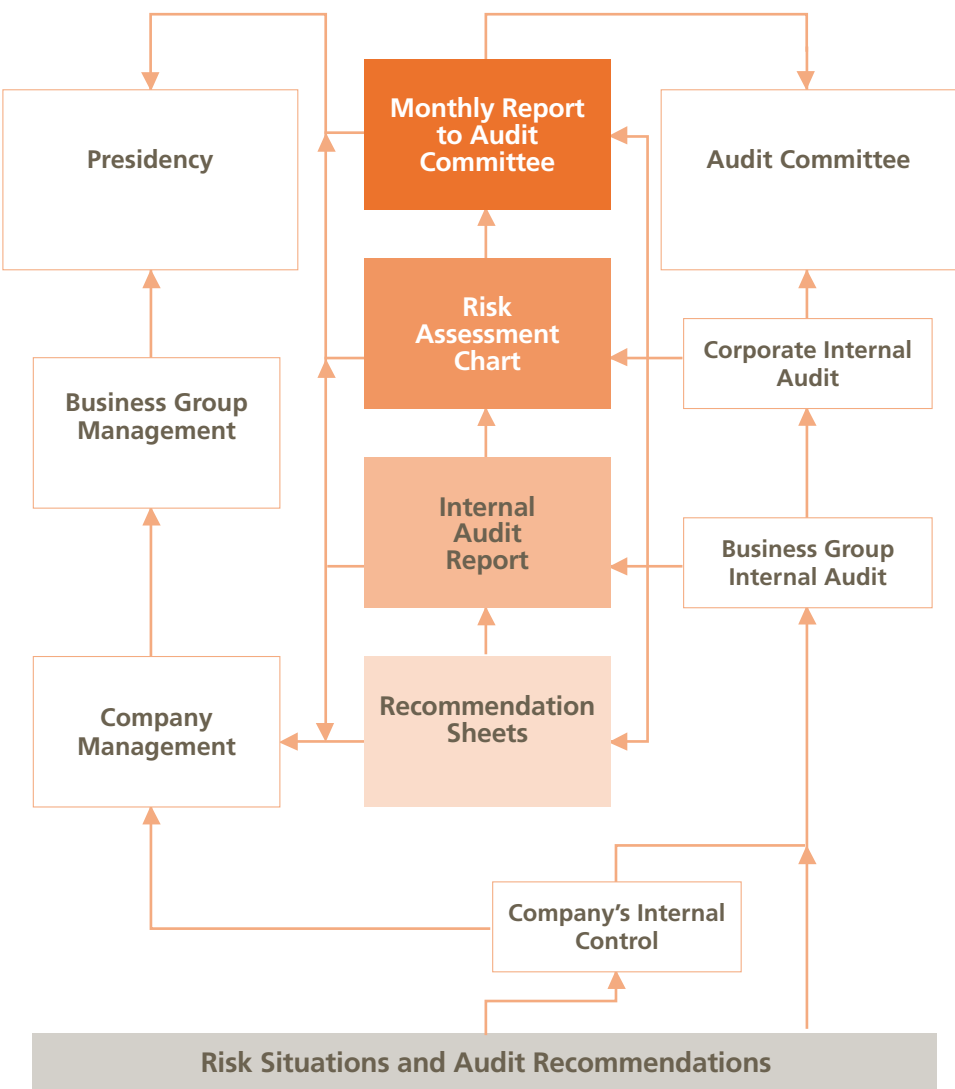 Monthly Report
to Audit
Committee
Presidency
Audit Committee
Risk
Assessment
Chart
Corporate Internal
Audit
Business Group
Management
Internal
Audit
Report
Business Group
Internal Audit
Recommendation
Sheets
Company
Management
Company’s Internal
Control
Risk Situations and Audit Recommendations